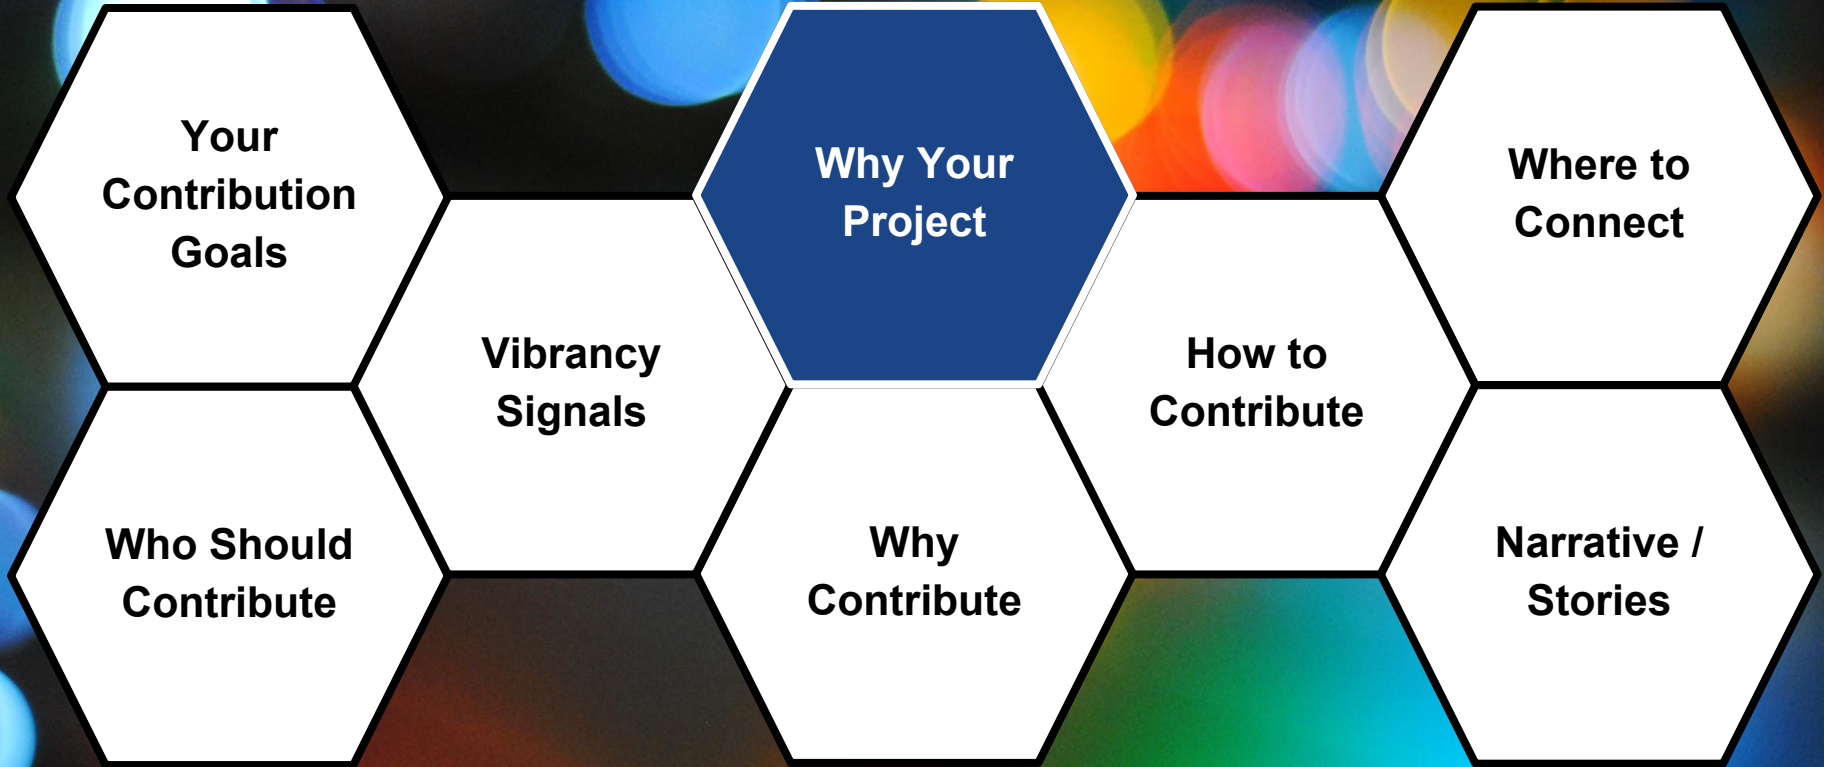 Your
Contribution
Goals
Who Should
Contribute
Vibrancy
Signals
Why Your
Project
Why
Contribute
How to
Contribute
Where to
Connect
Narrative /
Stories